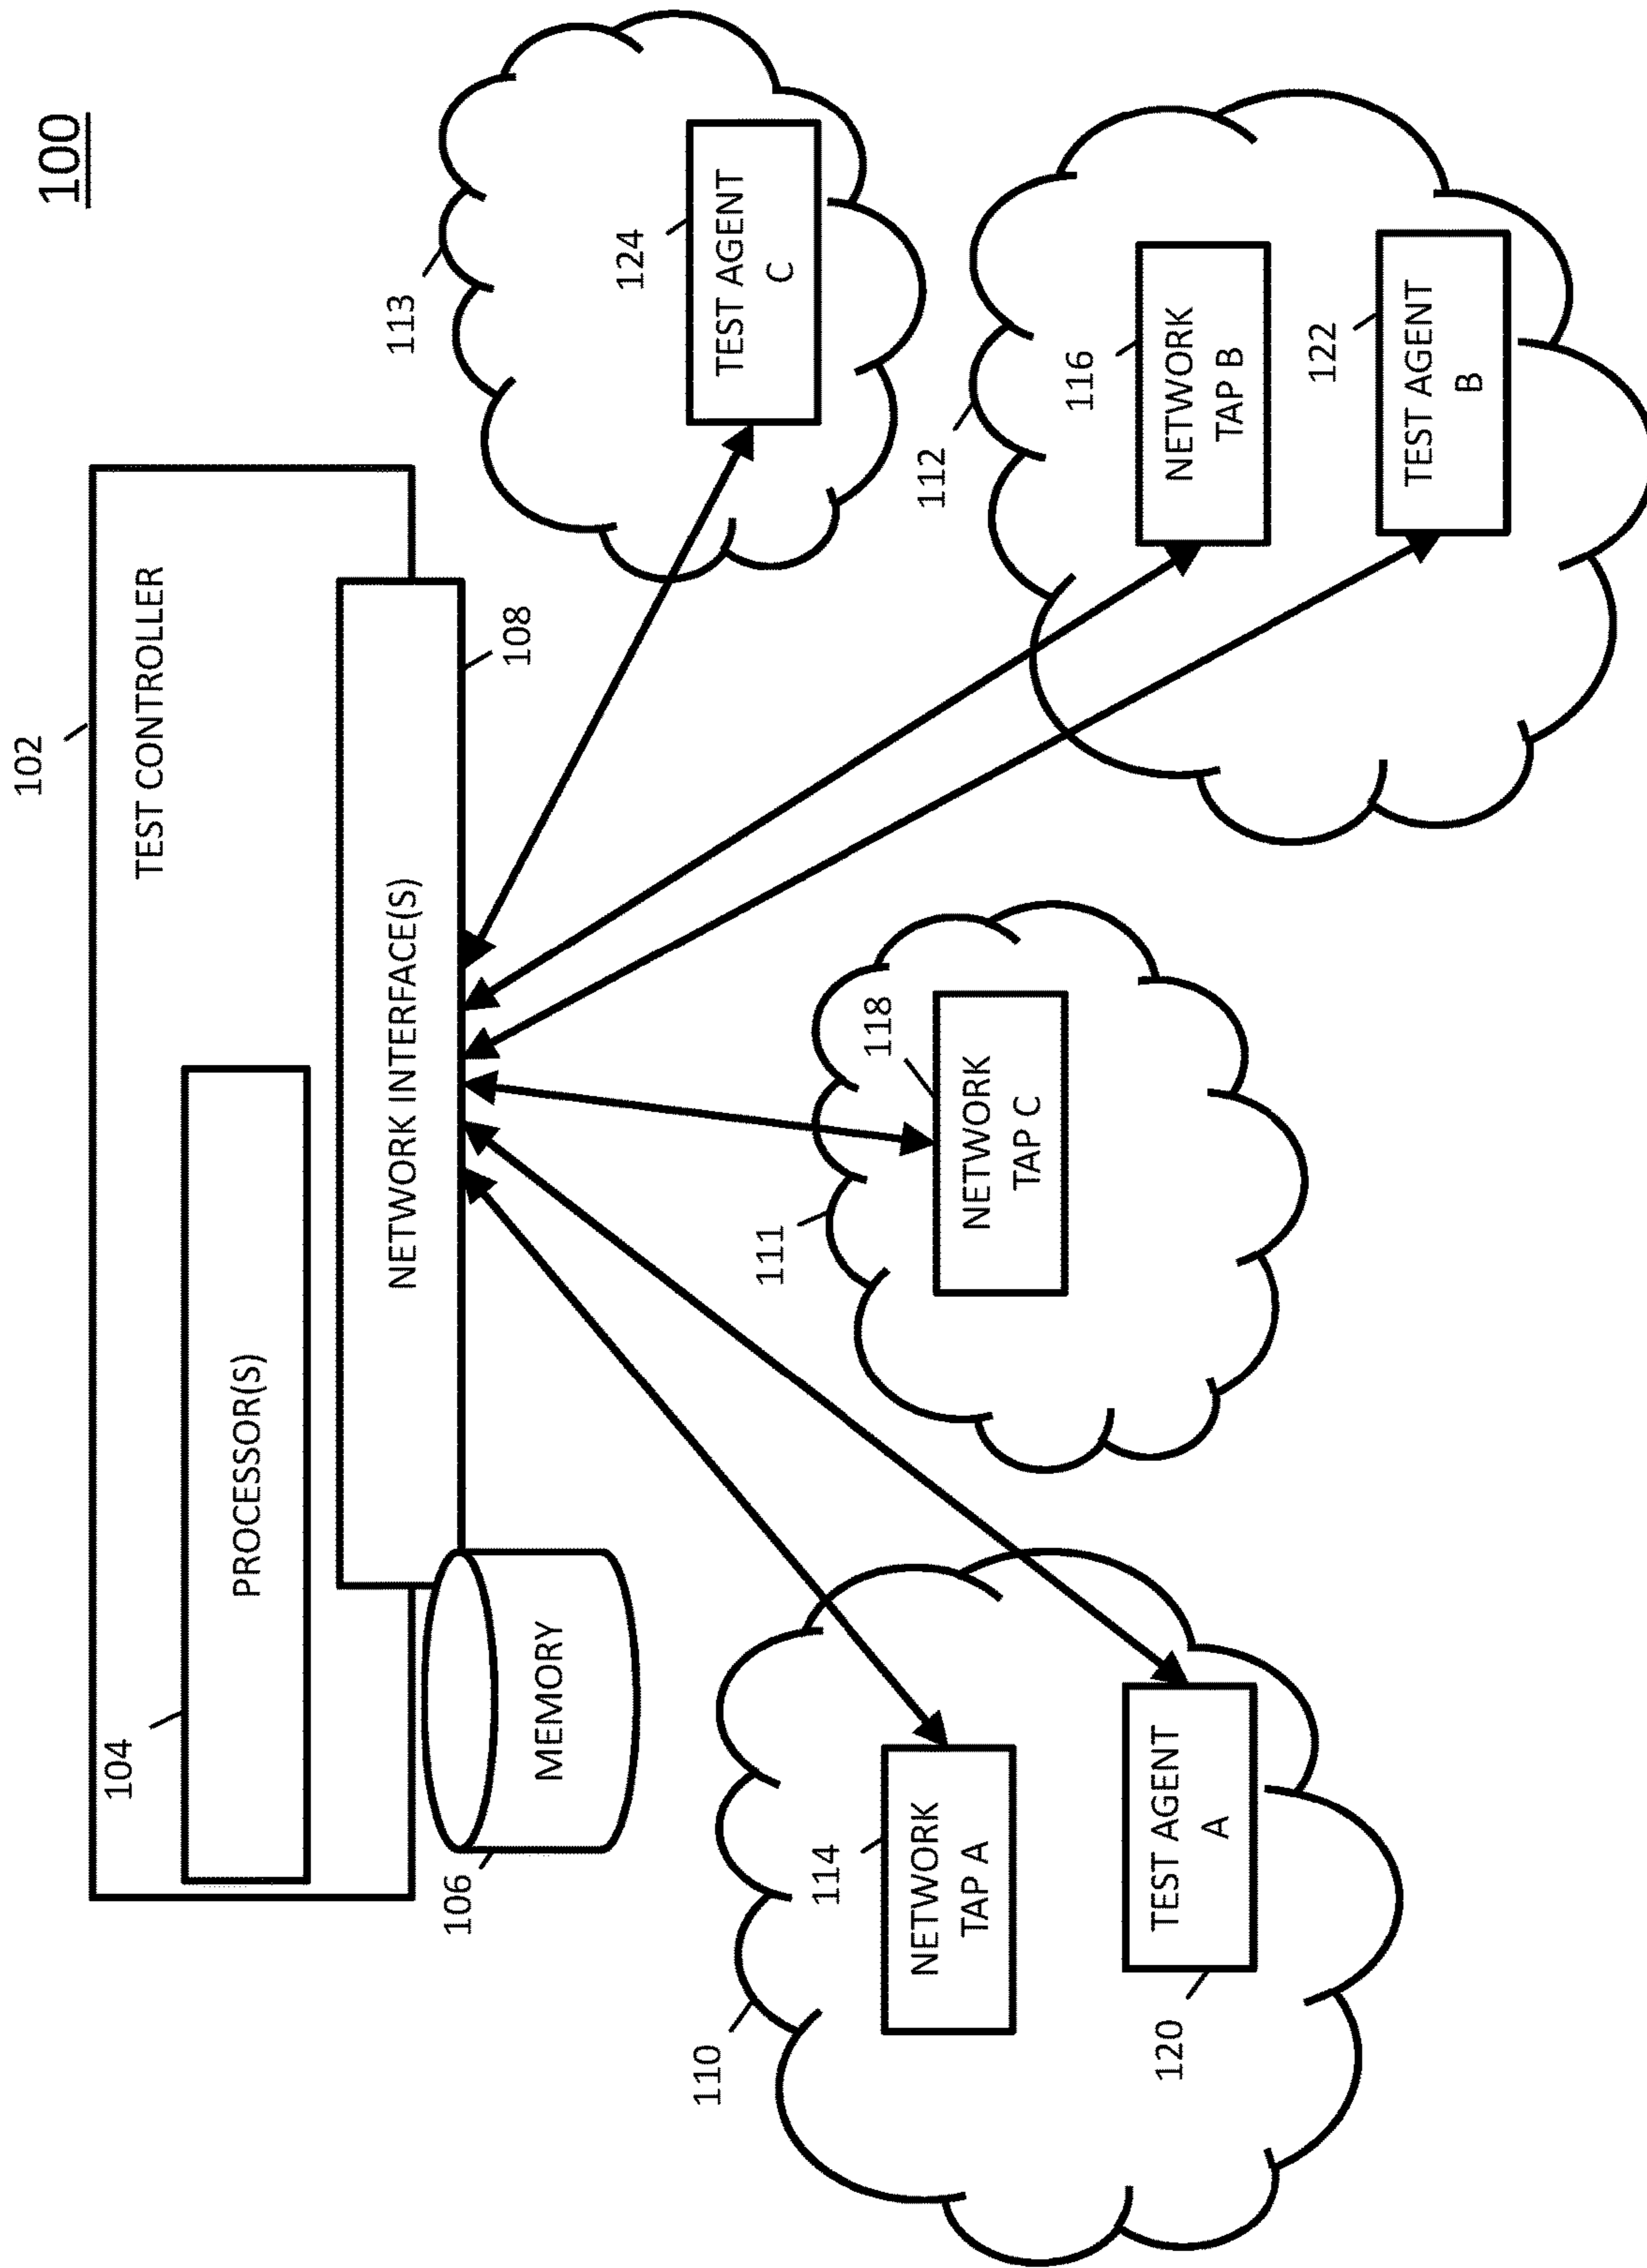 100
102
TEST CONTROLLER
104
PROCESSOR(S)
NETWORK INTERFACE(S)
108
106
MEMORY
110
114
NETWORK
TAP A
120
TEST AGENT
A
111
118
NETWORK
TAP C
113
124
TEST AGENT
C
112
116
NETWORK
TAP B
122
TEST AGENT
B